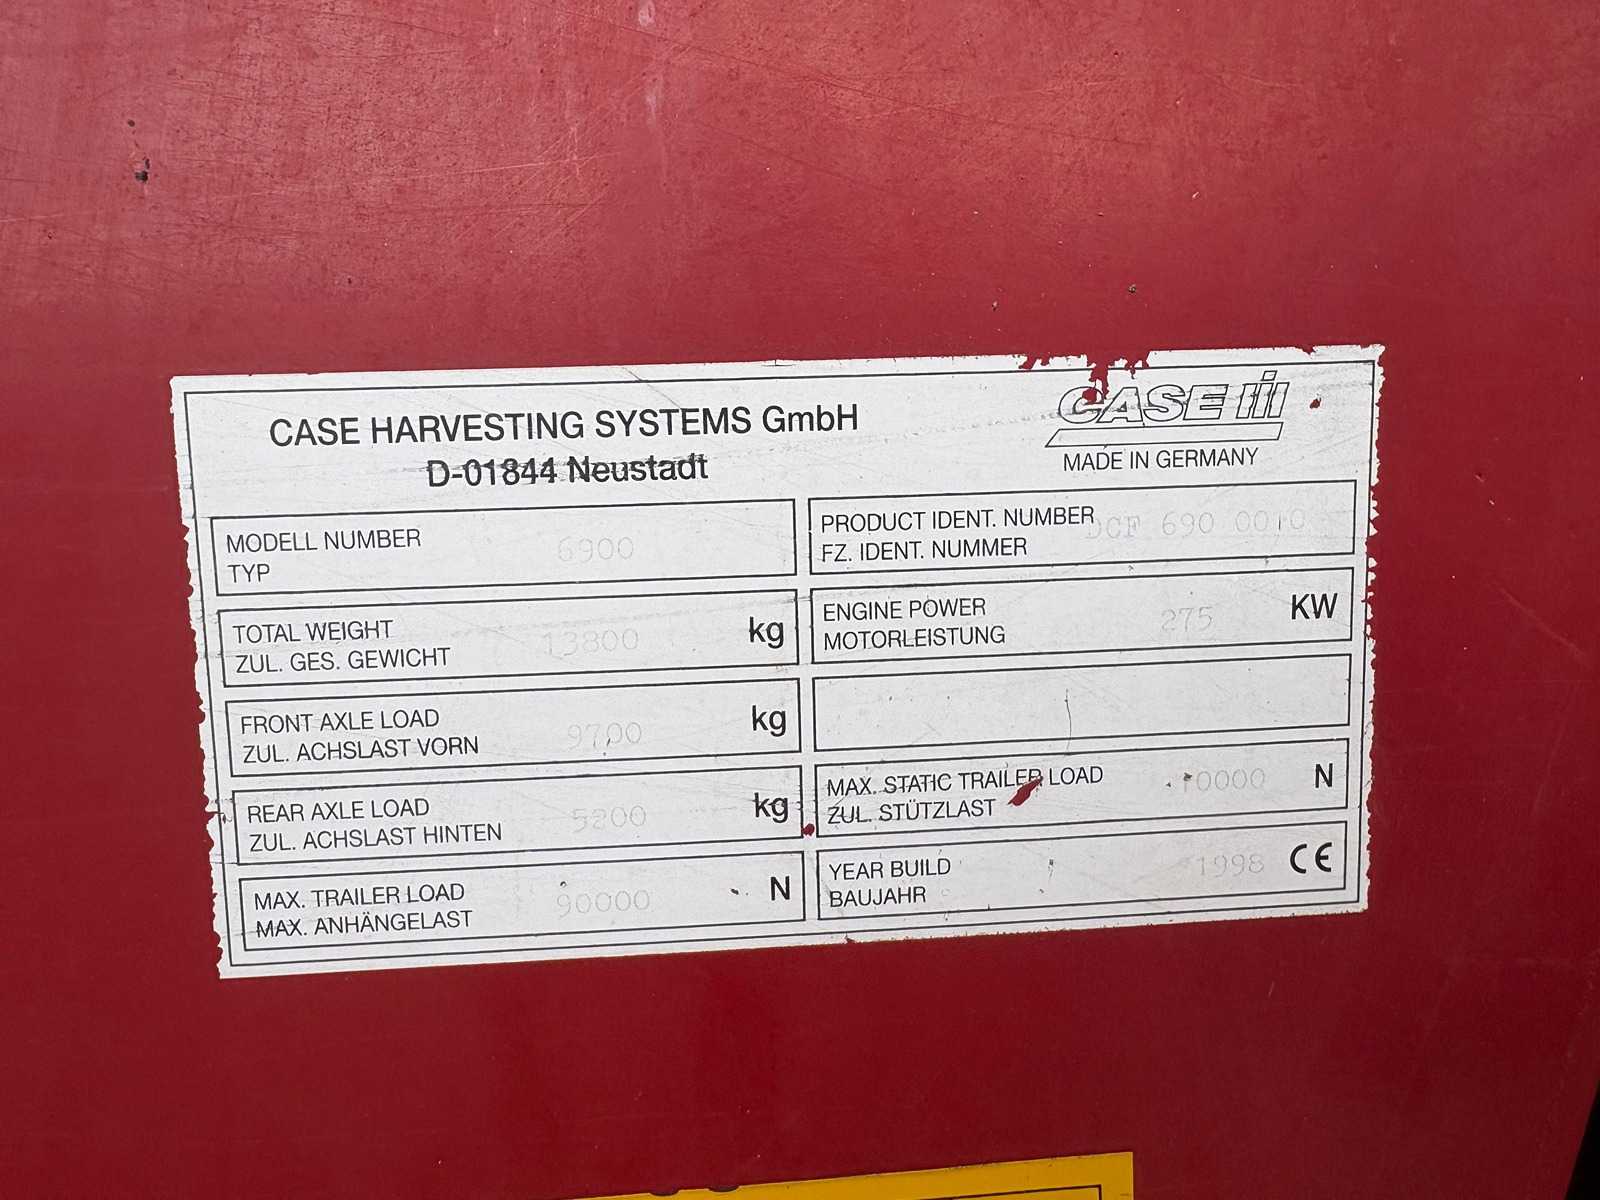 CASE HARVESTING SYSTEMS GmbH
D-01844 Neustadt
CASE III
MADE IN GERMANY
MODELL NUMBER 6900
TYP
PRODUCT IDENT. NUMBER DCF 690
FZ. IDENT. NUMMER
TOTAL WEIGHT 13800 kg
ZUL. GES. GEWICHT
ENGINE POWER 275 KW
MOTORLEISTUNG
FRONT AXLE LOAD 9700 kg
ZUL. ACHSLAST VORN
REAR AXLE LOAD 5200 kg
ZUL. ACHSLAST HINTEN
MAX. STATIC TRAILER LOAD 10000 N
ZUL. STÜTZLAST
MAX. TRAILER LOAD 90000 N
MAX. ANHÄNGELAST
YEAR BUILD 1998 CE
BAUJAHR